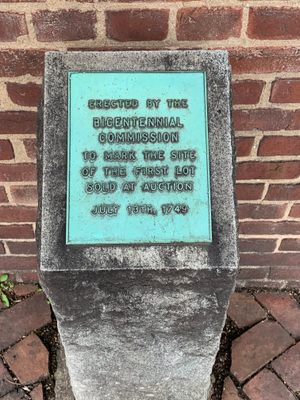 ERECTED BY THE
BICENTENNIAL
COMMISSION
TO MARK THE SITE
OF THE FIRST LOT
SOLD AT AUCTION
JULY 13TH, 1749